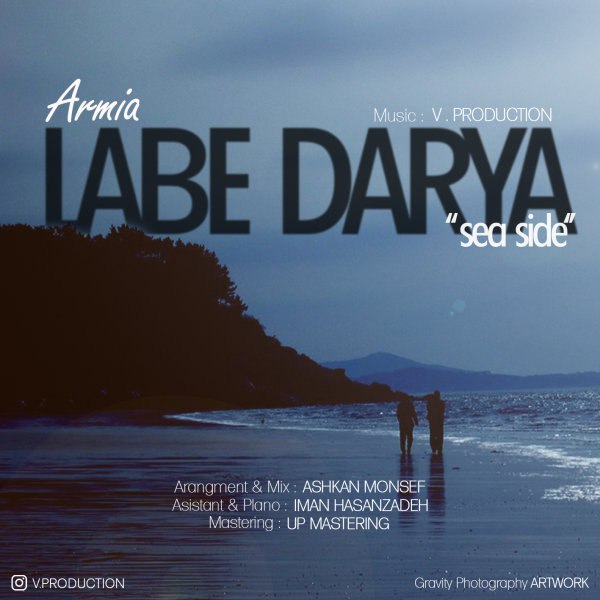 Armia
Music : V . PRODUCTION
LABE DARYA
"sea side"
Arangment & Mix : ASHKAN MONSEF
Asistant & Piano : IMAN HASANZADEH
Mastering : UP MASTERING
V.PRODUCTION
Gravity Photography ARTWORK